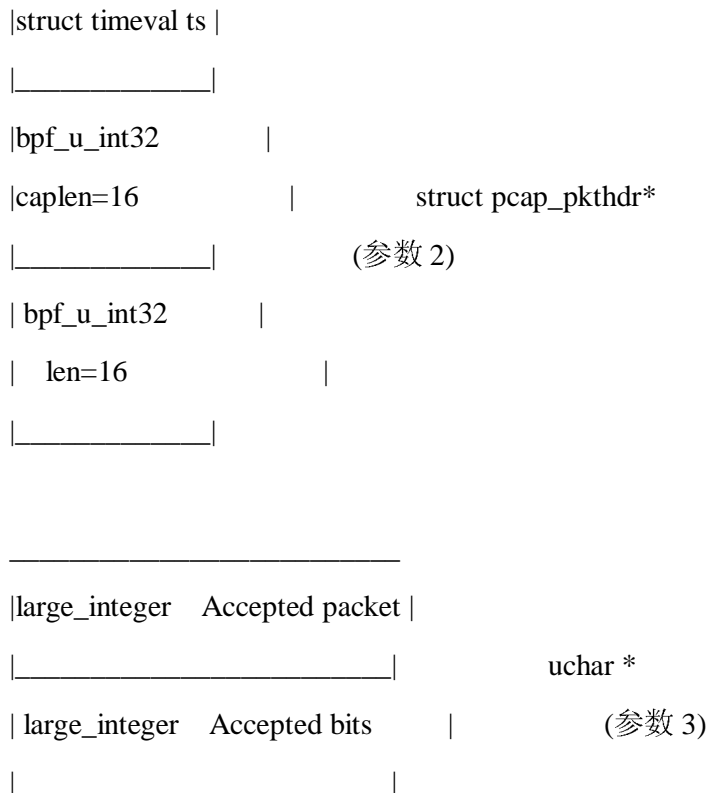 |struct timeval ts |
|_____________|
|bpf_u_int32 |
|caplen=16 | struct pcap_pkthdr*
|_____________| (参数 2)
| bpf_u_int32 |
| len=16 |
|_____________|
__________________________
|large_integer Accepted packet |
|_________________________| uchar *
| large_integer Accepted bits | (参数 3)
| |